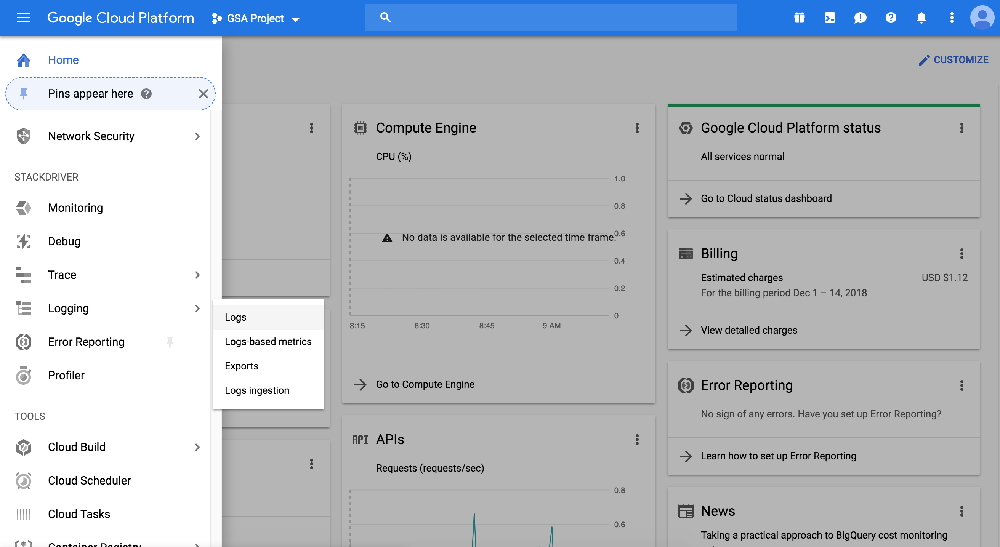 Google Cloud Platform
GSA Project
Home
Pins appear here
Network Security
STACKDRIVER
Monitoring
Debug
Trace
Logging
Error Reporting
Profiler
TOOLS
Cloud Build
Cloud Scheduler
Cloud Tasks
Container Registry
Logs
Logs-based metrics
Exports
Logs ingestion
CUSTOMIZE
Compute Engine
CPU (%)
1.0
0.8
No data is available for the selected time frame.
0.6
0.4
0.2
0
8:15
8:30
8:45
9 AM
Go to Compute Engine
API APIs
Requests (requests/sec)
0.8
0.6
Google Cloud Platform status
All services normal
Go to Cloud status dashboard
Billing
Estimated charges
USD $1.12
For the billing period Dec 1 – 14, 2018
View detailed charges
Error Reporting
No sign of any errors. Have you set up Error Reporting?
Learn how to set up Error Reporting
News
Taking a practical approach to BigQuery cost monitoring